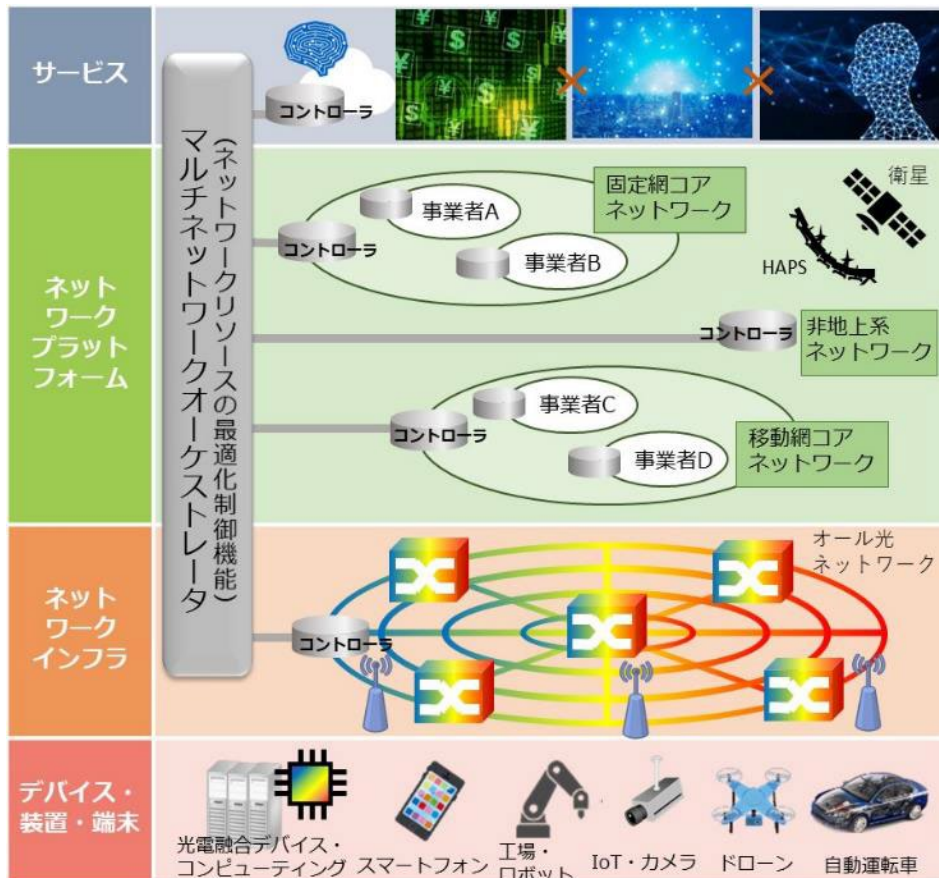 サービス
コントローラ
マルチネットワークオーケストレータ
(ネットワークリソースの最適化制御機能)
ネット
ワーク
プラット
フォーム
コントローラ
事業者A
事業者B
固定網コア
ネットワーク
衛星
HAPS
コントローラ
非地上系
ネットワーク
コントローラ
事業者C
事業者D
移動網コア
ネットワーク
ネット
ワーク
インフラ
コントローラ
オール光
ネットワーク
デバイス・
装置・端末
光電融合デバイス・
コンピューティング
スマートフォン
工場・
ロボット
IoT・カメラ
ドローン
自動運転車